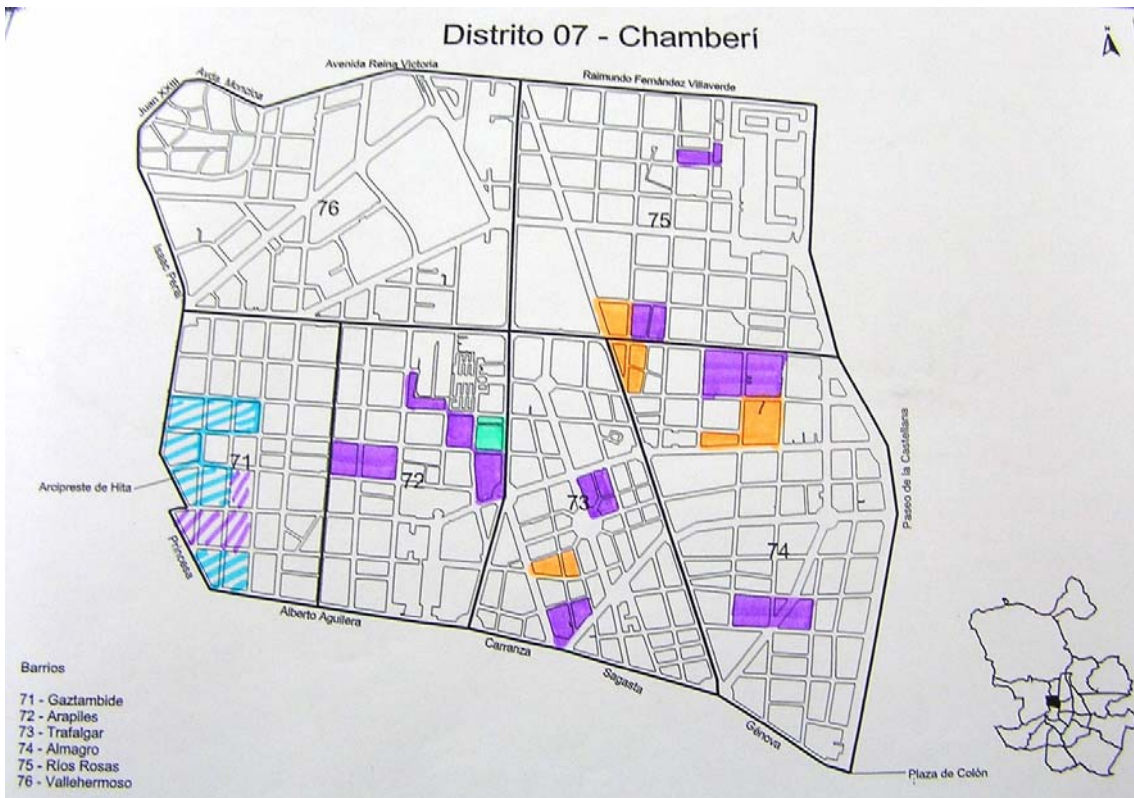 Distrito 07 - Chamberí
N
Avenida Reina Victoria
Raimundo Fernández Villaverde
Juan XXIII
Avda. Moncloa
Isaac Peral
76
75
71
72
73
74
Arcipreste de Hita
Princesa
Paseo de la Castellana
Alberto Aguilera
Carranza
Sagasta
Génova
Plaza de Colón
Barrios
71 - Gaztambide
72 - Arapiles
73 - Trafalgar
74 - Almagro
75 - Ríos Rosas
76 - Vallehermoso